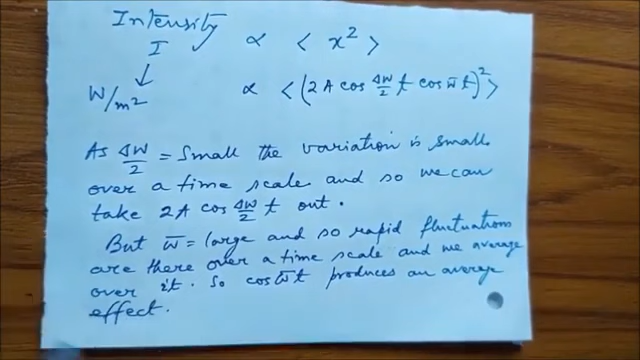 Intensity
I ∝ < x² >
↓
W/m² ∝ < (2A cos Δω/2 t cos ω̄ t)² >
As Δω/2 = Small the variation is small
over a time scale and so we can
take 2A cos Δω/2 t out.
But ω̄ = large and so rapid fluctuations
are there over a time scale and we average
over it. So cos ω̄t produces an average
effect.